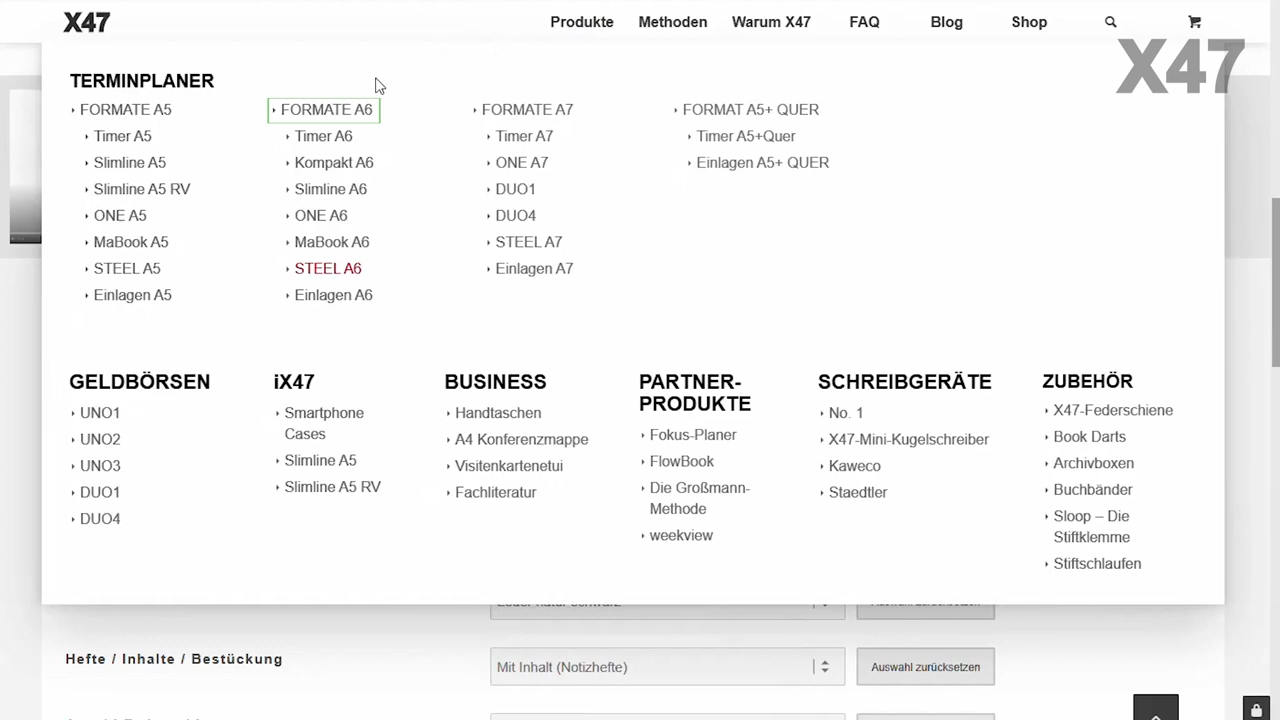 X47
Produkte Methoden Warum X47 FAQ Blog Shop
X47
TERMINPLANER
FORMATE A5
Timer A5
Slimline A5
Slimline A5 RV
ONE A5
MaBook A5
STEEL A5
Einlagen A5
FORMATE A6
Timer A6
Kompakt A6
Slimline A6
ONE A6
MaBook A6
STEEL A6
Einlagen A6
FORMATE A7
Timer A7
ONE A7
DUO1
DUO4
STEEL A7
Einlagen A7
FORMAT A5+ QUER
Timer A5+Quer
Einlagen A5+ QUER
GELDBÖRSEN
UNO1
UNO2
UNO3
DUO1
DUO4
iX47
Smartphone
Cases
Slimline A5
Slimline A5 RV
BUSINESS
Handtaschen
A4 Konferenzmappe
Visitenkartenetui
Fachliteratur
PARTNER-
PRODUKTE
Fokus-Planer
FlowBook
Die Großmann-
Methode
weekview
SCHREIBGERÄTE
No. 1
X47-Mini-Kugelschreiber
Kaweco
Staedtler
ZUBEHÖR
X47-Federschiene
Book Darts
Archivboxen
Buchbänder
Sloop – Die
Stiftklemme
Stiftschlaufen
Hefte / Inhalte / Bestückung
Mit Inhalt (Notizhefte)
Auswahl zurücksetzen